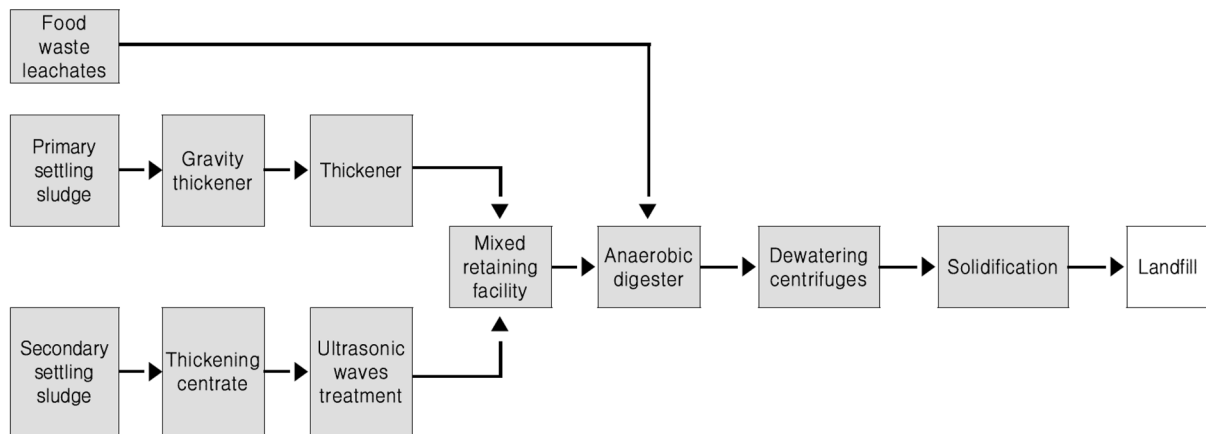 Food
waste
leachates
Primary
settling
sludge
Gravity
thickener
Thickener
Mixed
retaining
facility
Anaerobic
digester
Dewatering
centrifuges
Solidification
Landfill
Secondary
settling
sludge
Thickening
centrate
Ultrasonic
waves
treatment